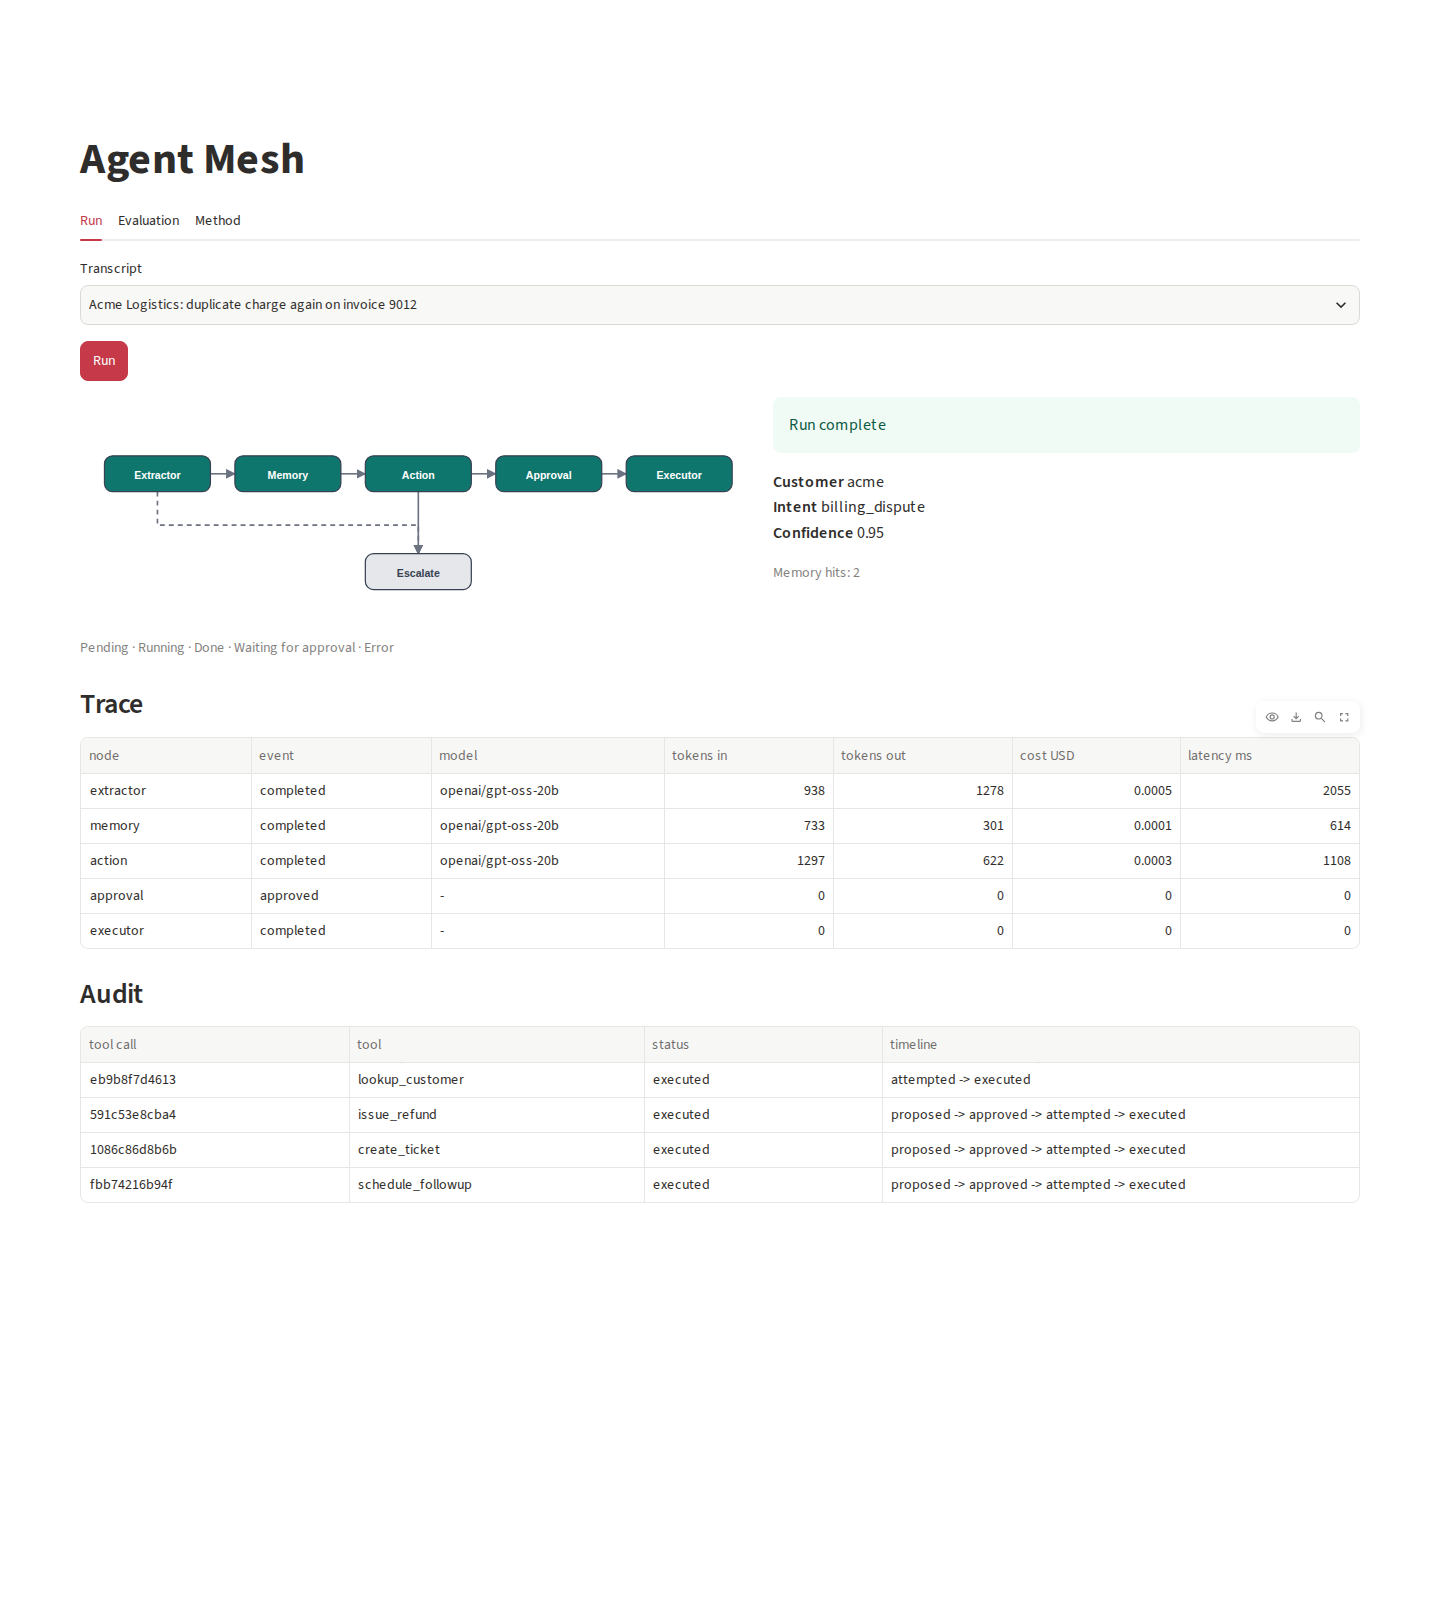 Agent Mesh
Run Evaluation Method
Transcript
Acme Logistics: duplicate charge again on invoice 9012
Run
Extractor Memory Action Approval Executor
Escalate
Run complete
Customer acme
Intent billing_dispute
Confidence 0.95
Memory hits: 2
Pending · Running · Done · Waiting for approval · Error
Trace
node event model tokens in tokens out cost USD latency ms
extractor completed openai/gpt-oss-20b 938 1278 0.0005 2055
memory completed openai/gpt-oss-20b 733 301 0.0001 614
action completed openai/gpt-oss-20b 1297 622 0.0003 1108
approval approved - 0 0 0 0
executor completed - 0 0 0 0
Audit
tool call tool status timeline
eb9b8f7d4613 lookup_customer executed attempted -> executed
591c53e8cba4 issue_refund executed proposed -> approved -> attempted -> executed
1086c86d8b6b create_ticket executed proposed -> approved -> attempted -> executed
fbb74216b94f schedule_followup executed proposed -> approved -> attempted -> executed